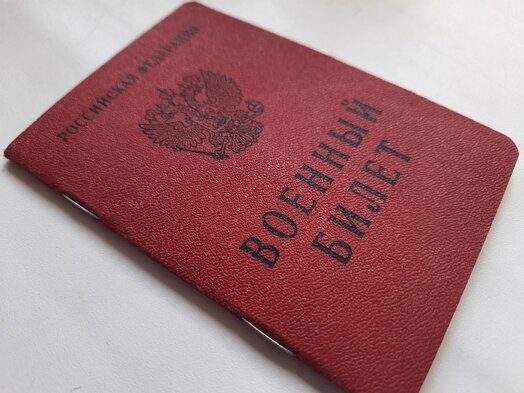 РОССИЙСКАЯ ФЕДЕРАЦИЯ
ВОЕННЫЙ
БИЛЕТ